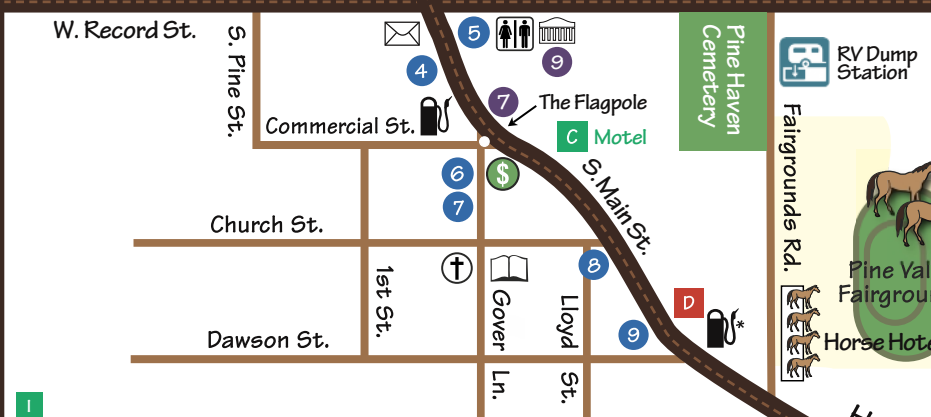 W. Record St.
S. Pine St.
5
9
4
7
The Flagpole
Commercial St.
C
Motel
Pine Haven
Cemetery
RV Dump
Station
Fairgrounds Rd.
6
$
7
S. Main St.
Church St.
8
1st St.
Gover
Ln.
Lloyd
St.
D
*
9
Dawson St.
Pine Val
Fairgrou
Horse Hote
I